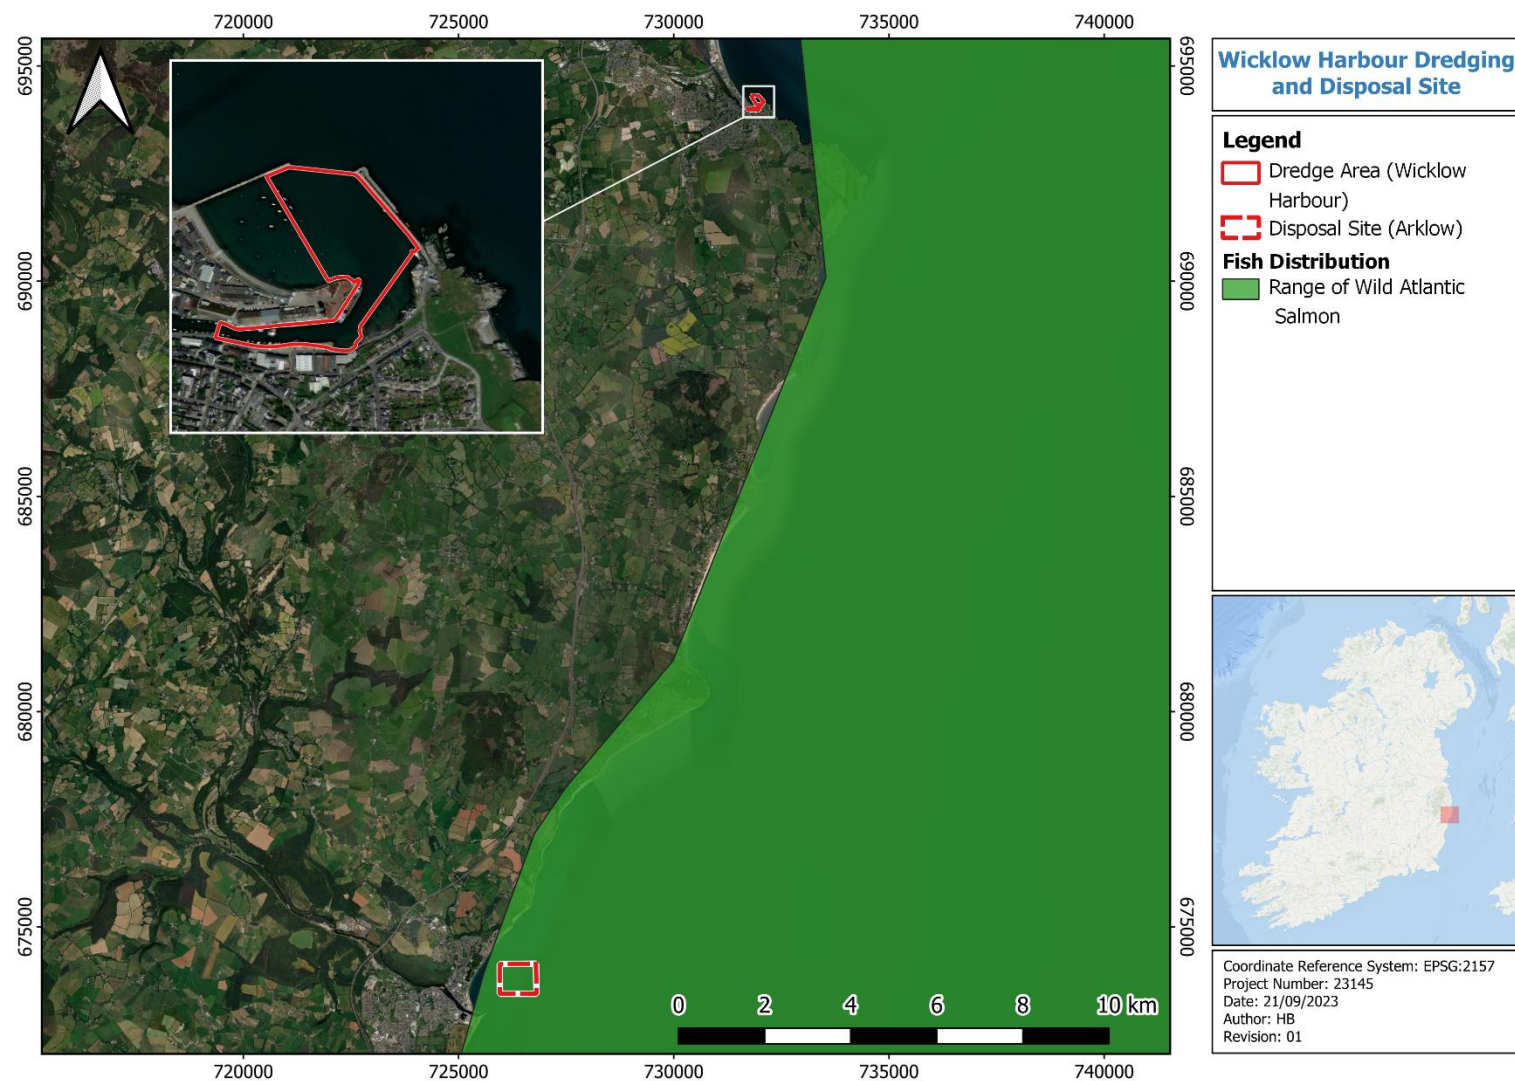 720000 725000 730000 735000 740000
Wicklow Harbour Dredging
and Disposal Site
Legend
Dredge Area (Wicklow
Harbour)
Disposal Site (Arklow)
Fish Distribution
Range of Wild Atlantic
Salmon
695000 695000
690000 690000
685000 685000
680000 680000
675000 675000
0 2 4 6 8 10 km
720000 725000 730000 735000 740000
Coordinate Reference System: EPSG:2157
Project Number: 23145
Date: 21/09/2023
Author: HB
Revision: 01